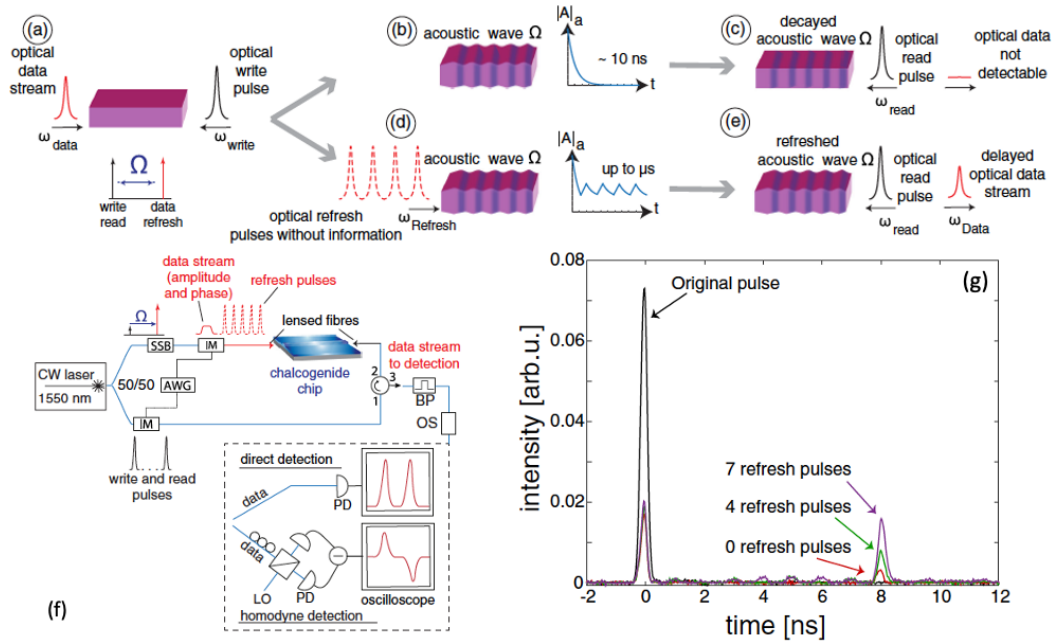 (a)
optical
data
stream
ω data
optical
write
pulse
ω write
Ω
write
read
data
refresh
(b)
acoustic wave Ω
|A|a
~ 10 ns
t
(c)
decayed
acoustic wave Ω
optical
read
pulse
ω read
optical data
not
detectable
(d)
acoustic wave Ω
optical refresh
pulses without information
ω Refresh
|A|a
up to μs
t
(e)
refreshed
acoustic wave Ω
optical
read
pulse
ω read
delayed
optical data
stream
ω Data
data stream
(amplitude
and phase)
refresh pulses
Ω
SSB
IM
lensed fibres
CW laser
1550 nm
50/50
AWG
chalcogenide
chip
data stream
to detection
2
3
1
BP
OS
IM
write and read
pulses
direct detection
data
PD
data
LO
PD
oscilloscope
homodyne detection
(f)
(g)
0.08
0.06
0.04
0.02
0
intensity [arb.u.]
Original pulse
7 refresh pulses
4 refresh pulses
0 refresh pulses
-2 0 2 4 6 8 10 12
time [ns]